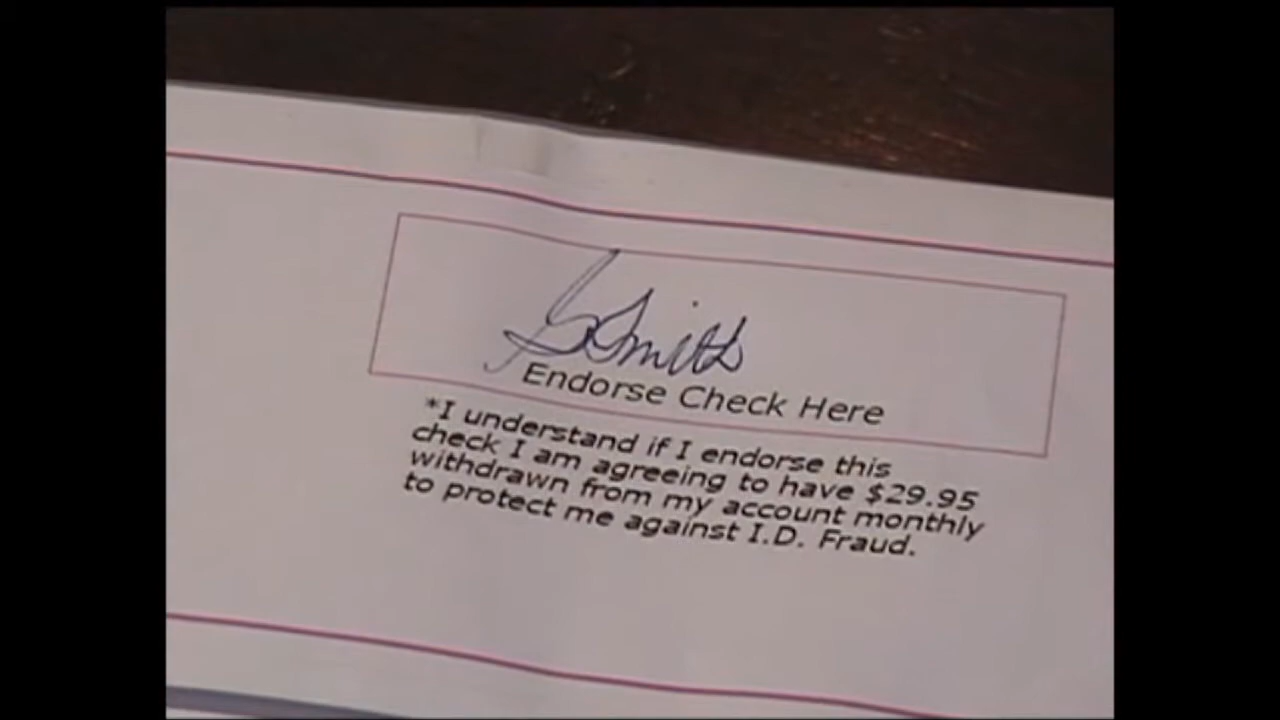 S Smith
Endorse Check Here
*I understand if I endorse this
check I am agreeing to have $29.95
withdrawn from my account monthly
to protect me against I.D. Fraud.